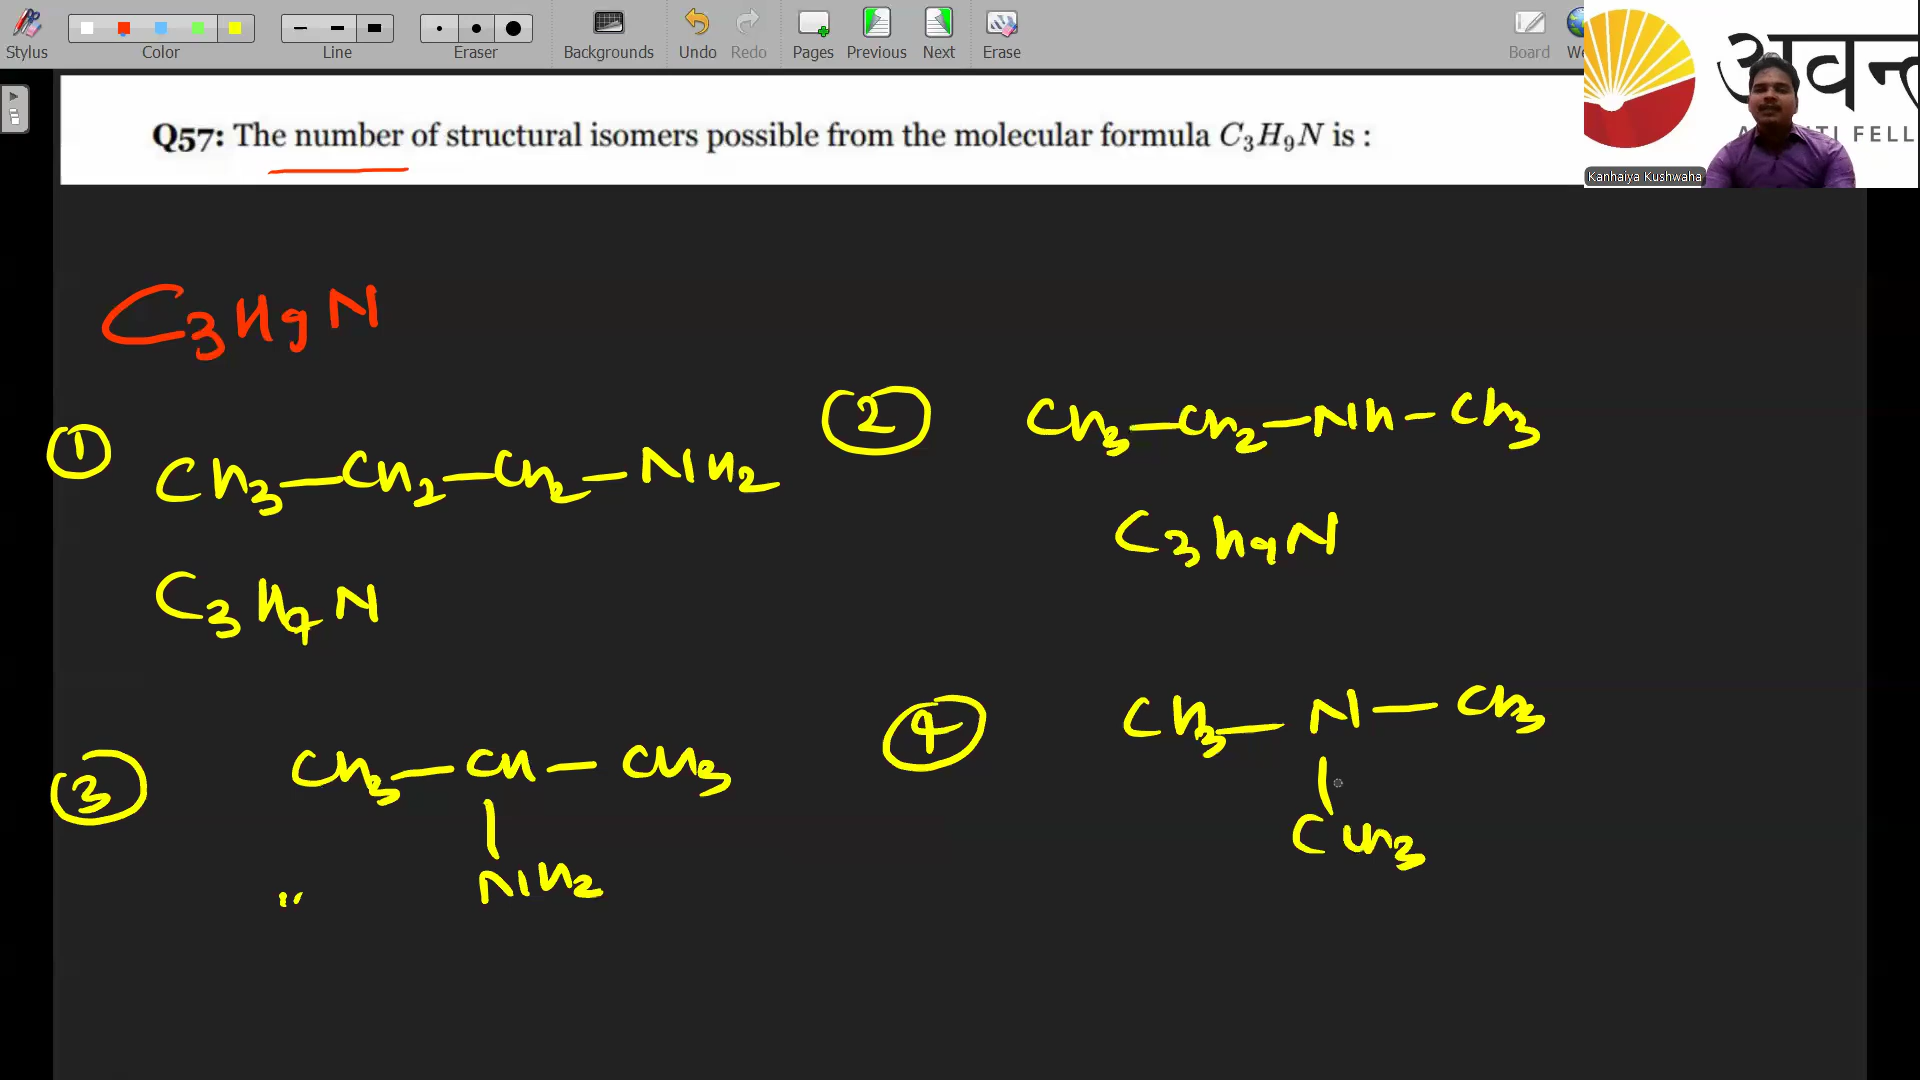 Stylus Color Line Eraser Backgrounds Undo Redo Pages Previous Next Erase Board
Q57: The number of structural isomers possible from the molecular formula C₃H₉N is :
Kanhaiya Kushwaha
C₃H₉N
① CH₃—CH₂—CH₂—NH₂
C₃H₉N
② CH₃—CH₂—NH—CH₃
C₃H₉N
③ CH₃—CH—CH₃
|
NH₂
"
④ CH₃—N—CH₃
|
CH₃